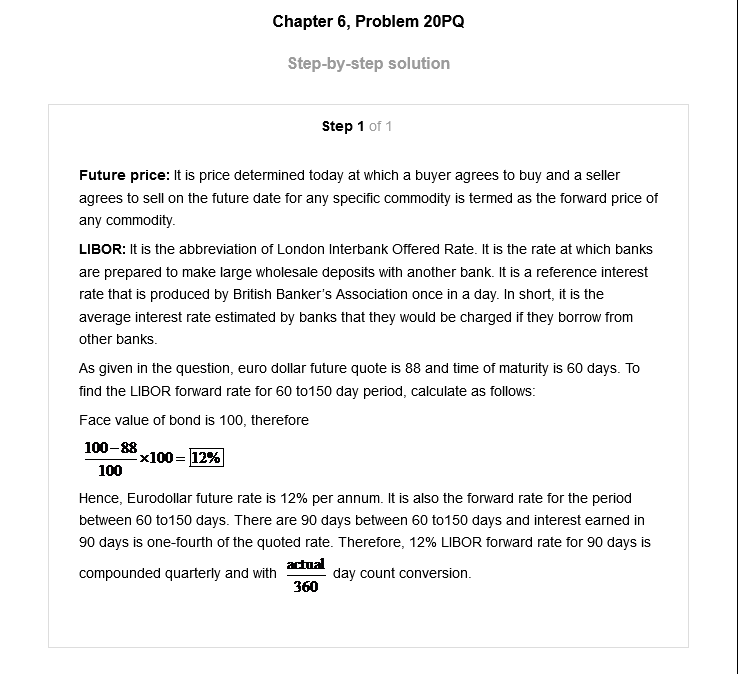 Chapter 6, Problem 20PQ
Step-by-step solution
Step 1 of 1
Future price: It is price determined today at which a buyer agrees to buy and a seller
agrees to sell on the future date for any specific commodity is termed as the forward price of
any commodity.
LIBOR: It is the abbreviation of London Interbank Offered Rate. It is the rate at which banks
are prepared to make large wholesale deposits with another bank. It is a reference interest
rate that is produced by British Banker's Association once in a day. In short, it is the
average interest rate estimated by banks that they would be charged if they borrow from
other banks.
As given in the question, euro dollar future quote is 88 and time of maturity is 60 days. To
find the LIBOR forward rate for 60 to150 day period, calculate as follows:
Face value of bond is 100, therefore
100−88
×100 = 12%
100
Hence, Eurodollar future rate is 12% per annum. It is also the forward rate for the period
between 60 to150 days. There are 90 days between 60 to150 days and interest earned in
90 days is one-fourth of the quoted rate. Therefore, 12% LIBOR forward rate for 90 days is
compounded quarterly and with actual/360 day count conversion.